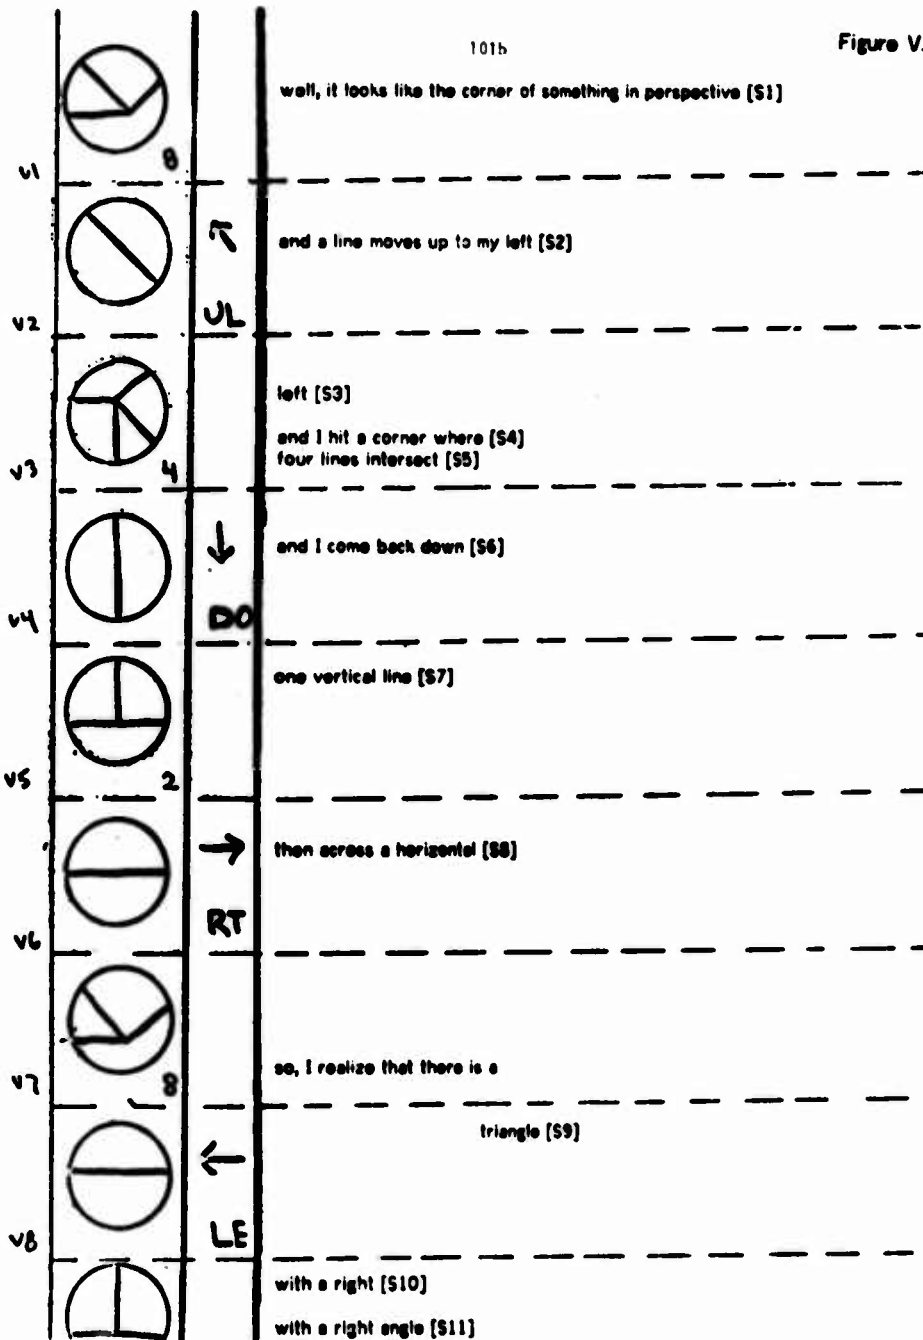 101b
Figure V.
well, it looks like the corner of something in perspective [S1]
8
v1
and a line moves up to my left [S2]
UL
v2
left [S3]
and I hit a corner where [S4]
four lines intersect [S5]
4
v3
and I come back down [S6]
DO
v4
one vertical line [S7]
2
v5
then across a horizontal [S8]
RT
v6
so, I realize that there is a
8
v7
triangle [S9]
LE
v8
with a right [S10]
with a right angle [S11]